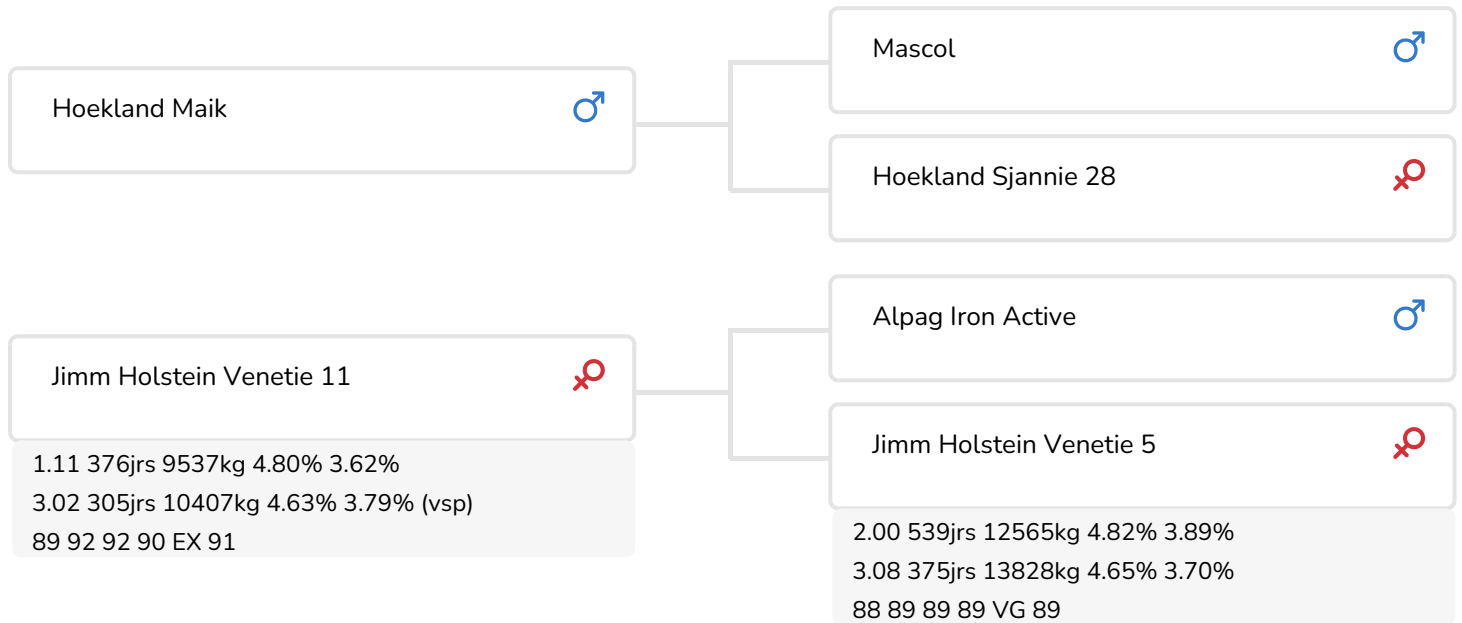 Hoekland Maik
Mascol
Hoekland Sjannie 28
Jimm Holstein Venetie 11
1.11 376jrs 9537kg 4.80% 3.62%
3.02 305jrs 10407kg 4.63% 3.79% (vsp)
89 92 92 90 EX 91
Alpag Iron Active
Jimm Holstein Venetie 5
2.00 539jrs 12565kg 4.82% 3.89%
3.08 375jrs 13828kg 4.65% 3.70%
88 89 89 89 VG 89